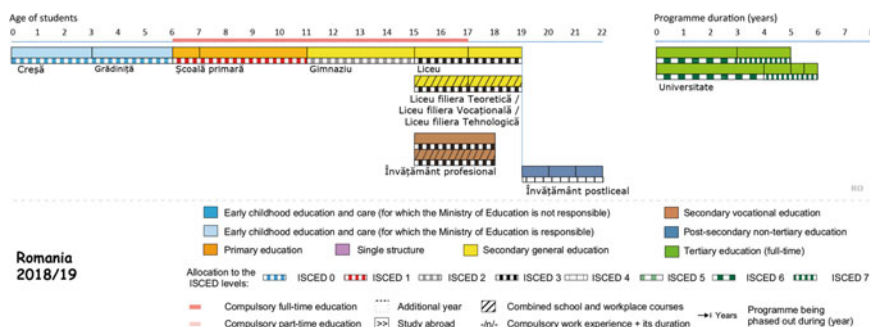 Age of students
Programme duration (years)
0 1 2 3 4 5 6 7 8 9 10 11 12 13 14 15 16 17 18 19 20 21 22
0 1 2 3 4 5 6 7 8
Creșă
Grădiniță
Școală primară
Gimnaziu
Liceu
Liceu filiera Teoretică /
Liceu filiera Vocațională /
Liceu filiera Tehnologică
Universitate
Învățământ profesional
Învățământ postliceal
RO
Early childhood education and care (for which the Ministry of Education is not responsible)
Secondary vocational education
Early childhood education and care (for which the Ministry of Education is responsible)
Post-secondary non-tertiary education
Primary education
Single structure
Secondary general education
Tertiary education (full-time)
Romania
2018/19
Allocation to the
ISCED levels:
ISCED 0
ISCED 1
ISCED 2
ISCED 3
ISCED 4
ISCED 5
ISCED 6
ISCED 7
Compulsory full-time education
Additional year
Combined school and workplace courses
Years
Programme being
phased out during (year)
Compulsory part-time education
>>
Study abroad
-/n/-
Compulsory work experience + its duration